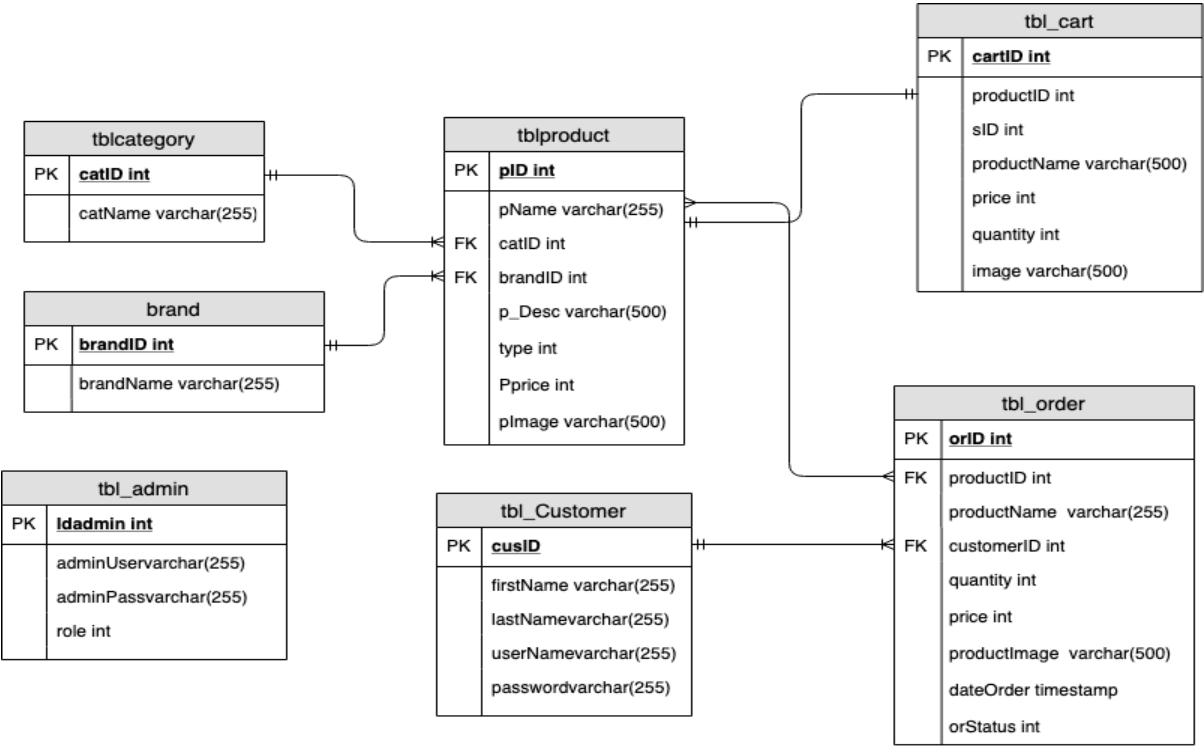 tblcategory
PK catID int
catName varchar(255)
brand
PK brandID int
brandName varchar(255)
tbl_admin
PK Idadmin int
adminUservarchar(255)
adminPassvarchar(255)
role int
tblproduct
PK pID int
pName varchar(255)
FK catID int
FK brandID int
p_Desc varchar(500)
type int
Pprice int
pImage varchar(500)
tbl_Customer
PK cusID
firstName varchar(255)
lastNamevarchar(255)
userNamevarchar(255)
passwordvarchar(255)
tbl_cart
PK cartID int
productID int
sID int
productName varchar(500)
price int
quantity int
image varchar(500)
tbl_order
PK orID int
FK productID int
productName varchar(255)
FK customerID int
quantity int
price int
productImage varchar(500)
dateOrder timestamp
orStatus int